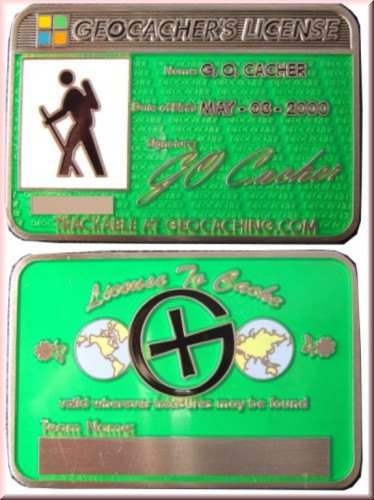 GEOCACHER'S LICENSE
Name: G. O. CACHER
Date of Birth: MAY - 03 - 2000
Signature:
GO Cacher
TRACKABLE AT GEOCACHING.COM
License To Cache
valid wherever treasures may be found
Team Name: